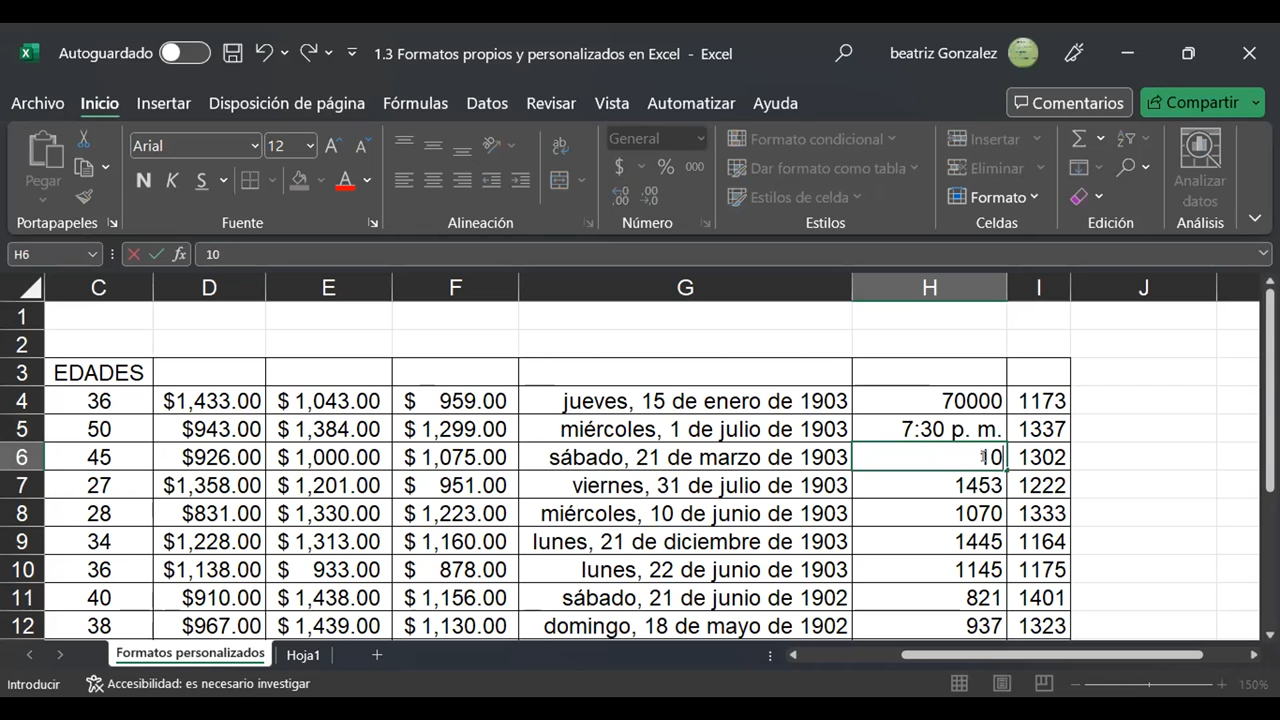 Autoguardado 1.3 Formatos propios y personalizados en Excel - Excel beatriz Gonzalez
Archivo Inicio Insertar Disposición de página Fórmulas Datos Revisar Vista Automatizar Ayuda Comentarios Compartir
Pegar Arial 12 General Formato condicional Insertar
N K S $ % 000 Dar formato como tabla Eliminar Analizar datos
Estilos de celda Formato
Portapapeles Fuente Alineación Número Estilos Celdas Edición Análisis
H6 fx 10
C D E F G H I J
1
2
3 EDADES
4 36 $1,433.00 $ 1,043.00 $ 959.00 jueves, 15 de enero de 1903 70000 1173
5 50 $943.00 $ 1,384.00 $ 1,299.00 miércoles, 1 de julio de 1903 7:30 p. m. 1337
6 45 $926.00 $ 1,000.00 $ 1,075.00 sábado, 21 de marzo de 1903 10 1302
7 27 $1,358.00 $ 1,201.00 $ 951.00 viernes, 31 de julio de 1903 1453 1222
8 28 $831.00 $ 1,330.00 $ 1,223.00 miércoles, 10 de junio de 1903 1070 1333
9 34 $1,228.00 $ 1,313.00 $ 1,160.00 lunes, 21 de diciembre de 1903 1445 1164
10 36 $1,138.00 $ 933.00 $ 878.00 lunes, 22 de junio de 1903 1145 1175
11 40 $910.00 $ 1,438.00 $ 1,156.00 sábado, 21 de junio de 1902 821 1401
12 38 $967.00 $ 1,439.00 $ 1,130.00 domingo, 18 de mayo de 1902 937 1323
Formatos personalizados Hoja1
Introducir Accesibilidad: es necesario investigar 150%